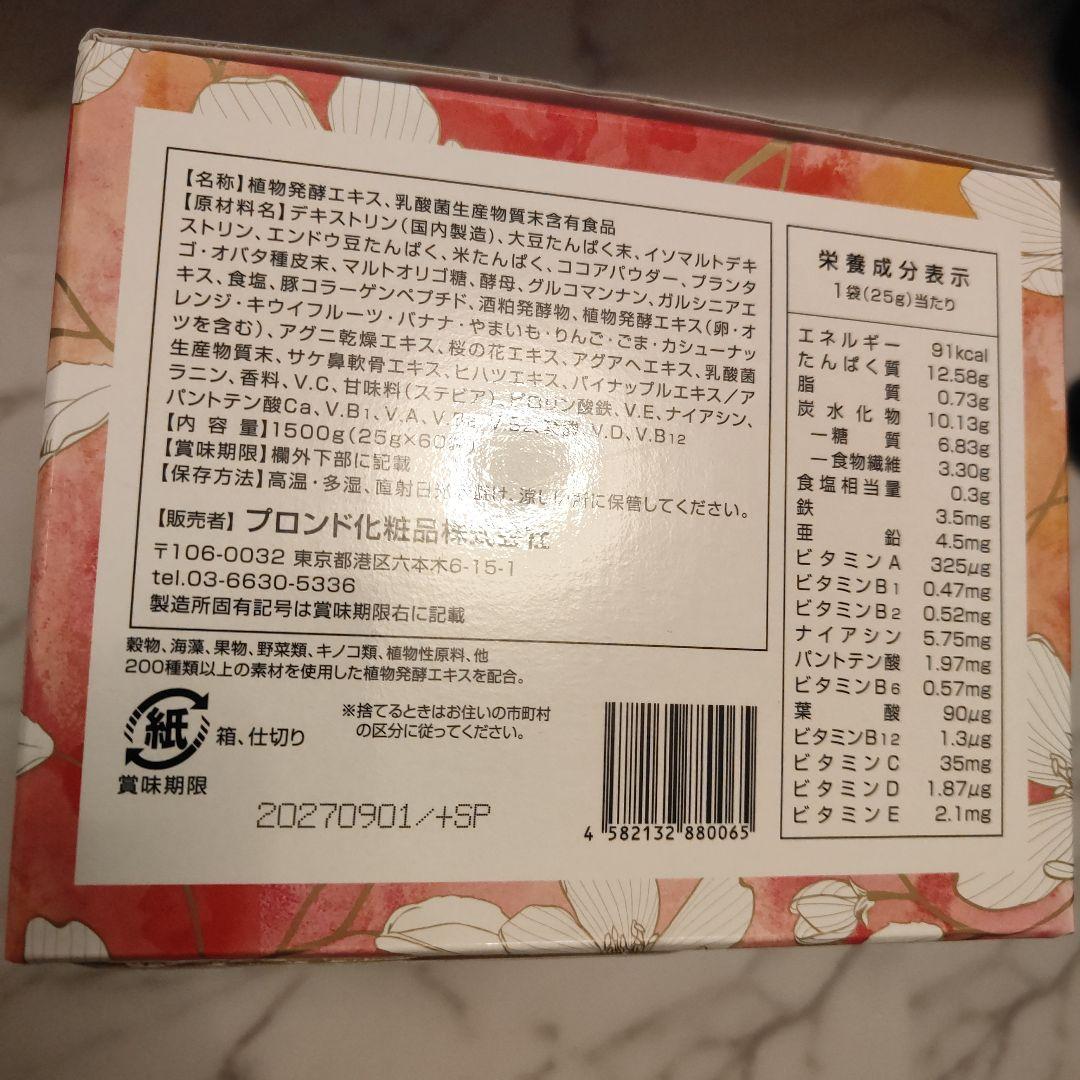 【名称】植物発酵エキス、乳酸菌生産物質末含有食品
【原材料名】デキストリン(国内製造)、大豆たんぱく末、イソマルトデキ
ストリン、エンドウ豆たんぱく、米たんぱく、ココアパウダー、プランタ
ゴ・オバタ種皮末、マルトオリゴ糖、酵母、グルコマンナン、ガルシニアエ
キス、食塩、豚コラーゲンペプチド、酒粕発酵物、植物発酵エキス(卵・オ
レンジ・キウイフルーツ・バナナ・やまいも・りんご・ごま・カシューナッ
ツを含む)、アグニ乾燥エキス、桜の花エキス、アグアヘエキス、乳酸菌
生産物質末、サケ鼻軟骨エキス、ヒハツエキス、パイナップルエキス/ア
ラニン、香料、V.C、甘味料(ステビア)、ピロリン酸鉄、V.E、ナイアシン、
パントテン酸Ca、V.B1、V.A、V.D、V.B12
【内容量】1500g(25g×60
【賞味期限】欄外下部に記載
【保存方法】高温・多湿、直射日光 所に保管してください。
【販売者】プロンド化粧品株式会社
〒106-0032 東京都港区六本木6-15-1
tel.03-6630-5336
製造所固有記号は賞味期限右に記載
穀物、海藻、果物、野菜類、キノコ類、植物性原料、他
200種類以上の素材を使用した植物発酵エキスを配合。
紙 箱、仕切り
※捨てるときはお住いの市町村
の区分に従ってください。
賞味期限
20270901/+SP
4 582132 880065
栄養成分表示
1袋(25g)当たり
エネルギー 91kcal
たんぱく質 12.58g
脂質 0.73g
炭水化物 10.13g
-糖質 6.83g
-食物繊維 3.30g
食塩相当量 0.3g
鉄 3.5mg
亜鉛 4.5mg
ビタミンA 325μg
ビタミンB1 0.47mg
ビタミンB2 0.52mg
ナイアシン 5.75mg
パントテン酸 1.97mg
ビタミンB6 0.57mg
葉酸 90μg
ビタミンB12 1.3μg
ビタミンC 35mg
ビタミンD 1.87μg
ビタミンE 2.1mg